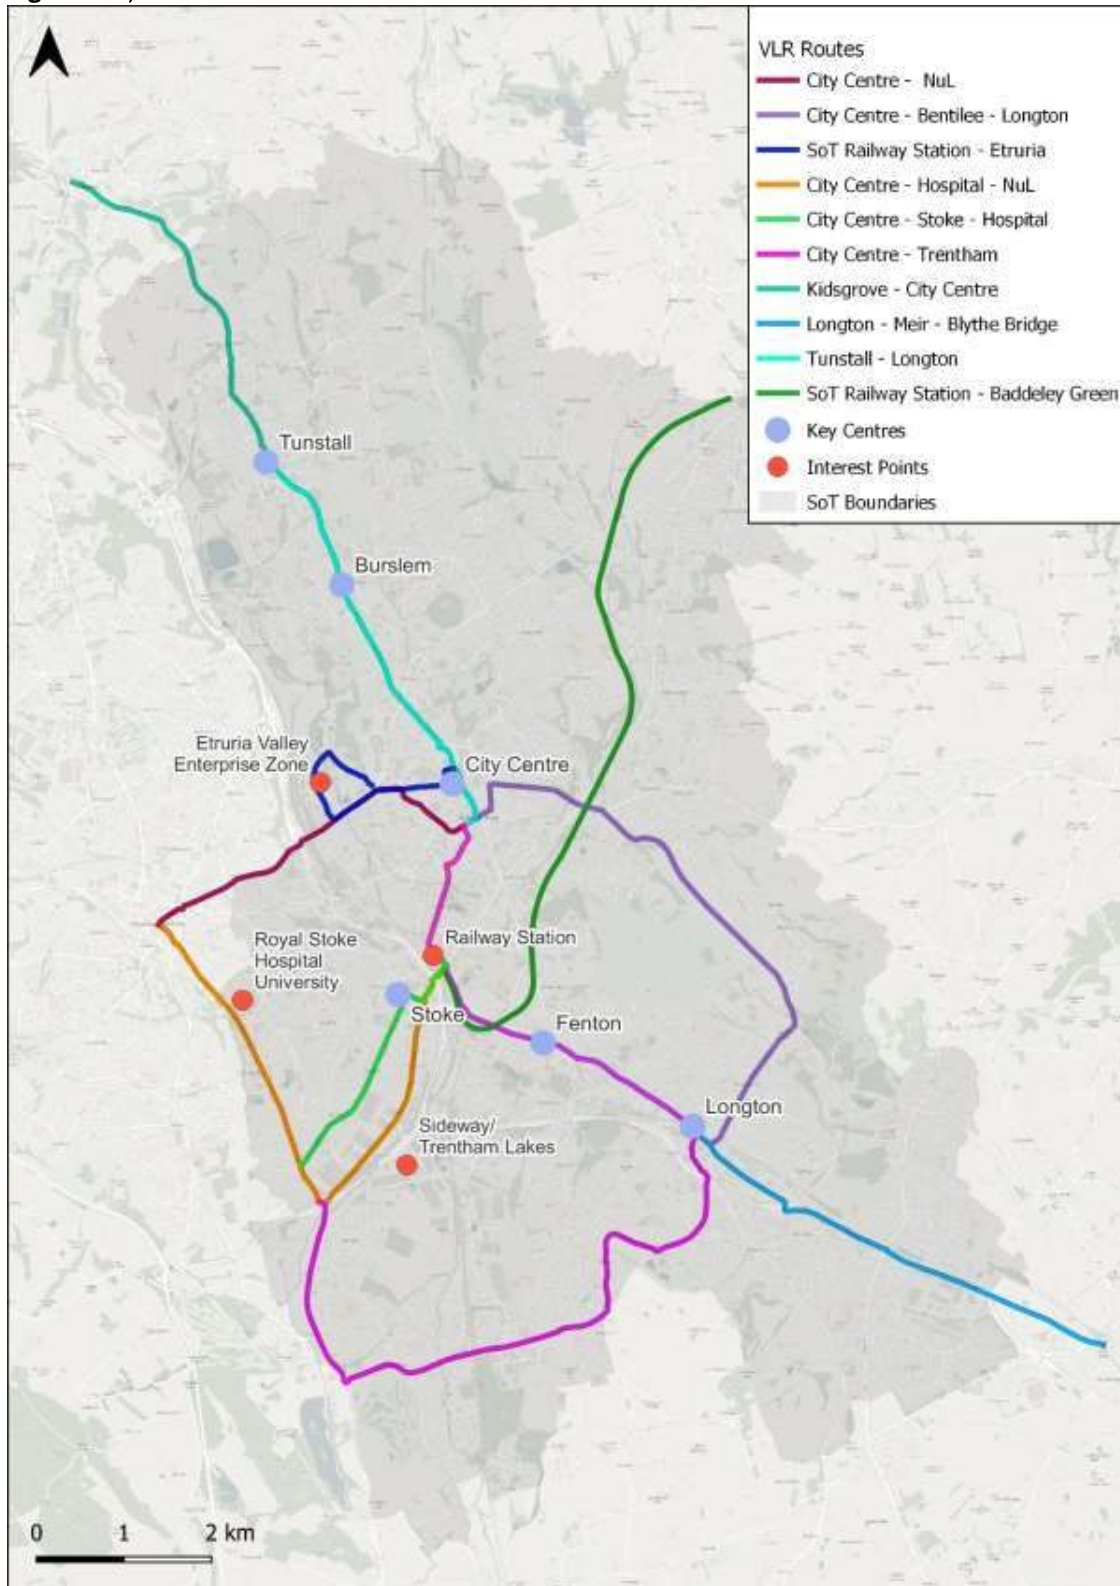 VLR Routes
City Centre - NuL
City Centre - Bentilee - Longton
SoT Railway Station - Etruria
City Centre - Hospital - NuL
City Centre - Stoke - Hospital
City Centre - Trentham
Kidsgrove - City Centre
Longton - Meir - Blythe Bridge
Tunstall - Longton
SoT Railway Station - Baddeley Green
Key Centres
Interest Points
SoT Boundaries
Tunstall
Burslem
Etruria Valley
Enterprise Zone
City Centre
Royal Stoke
Hospital
University
Railway Station
Stoke
Fenton
Longton
Sideway/
Trentham Lakes
0 1 2 km